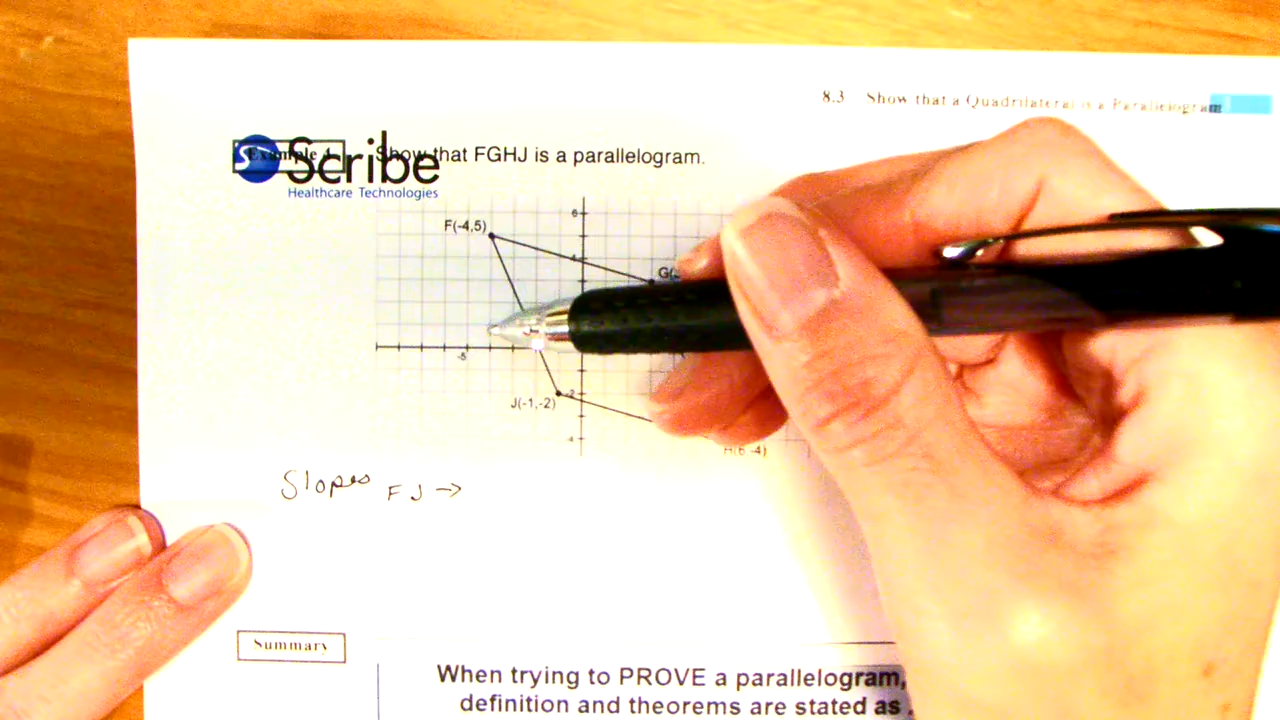 8.3 Show that a Quadrilateral is a Parallelogram
Example 4
Scribe
Healthcare Technologies
Show that FGHJ is a parallelogram.
6
F(-4,5)
4
-5
J(-1,-2)
-2
-4
Slopes FJ →
Summary
When trying to PROVE a parallelogram,
definition and theorems are stated as